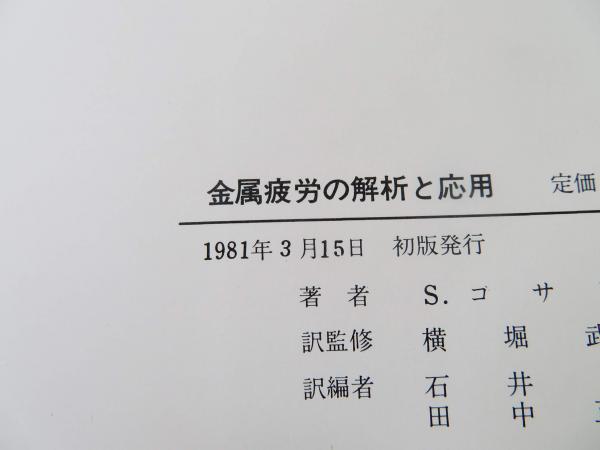 金属疲労の解析と応用 定価
1981年3月15日 初版発行
著者 S. ゴサ
訳監修 横堀武
訳編者 石井
田中